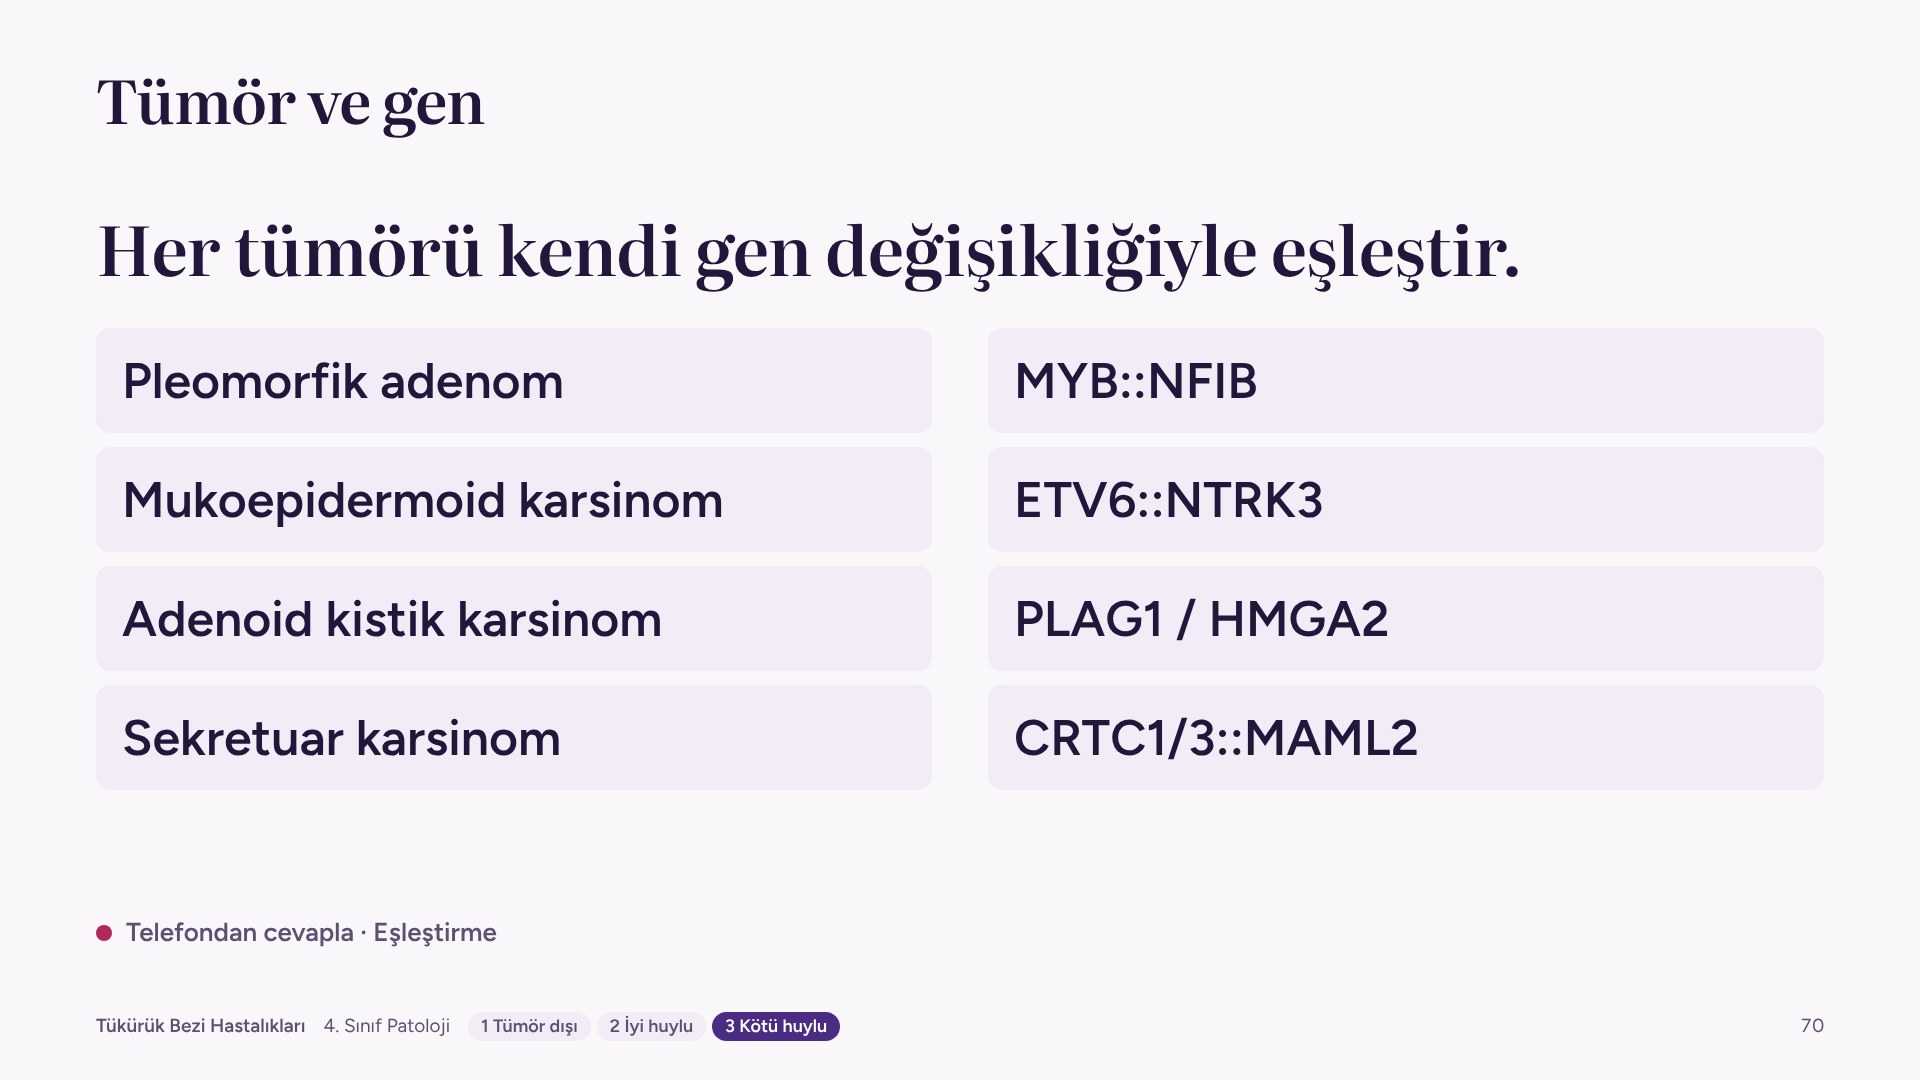 Tümör ve gen
Her tümörü kendi gen değişikliğiyle eşleştir.
Pleomorfik adenom
MYB::NFIB
Mukoepidermoid karsinom
ETV6::NTRK3
Adenoid kistik karsinom
PLAG1 / HMGA2
Sekretuar karsinom
CRTC1/3::MAML2
Telefondan cevapla · Eşleştirme
Tükürük Bezi Hastalıkları 4. Sınıf Patoloji 1 Tümör dışı 2 İyi huylu 3 Kötü huylu 70